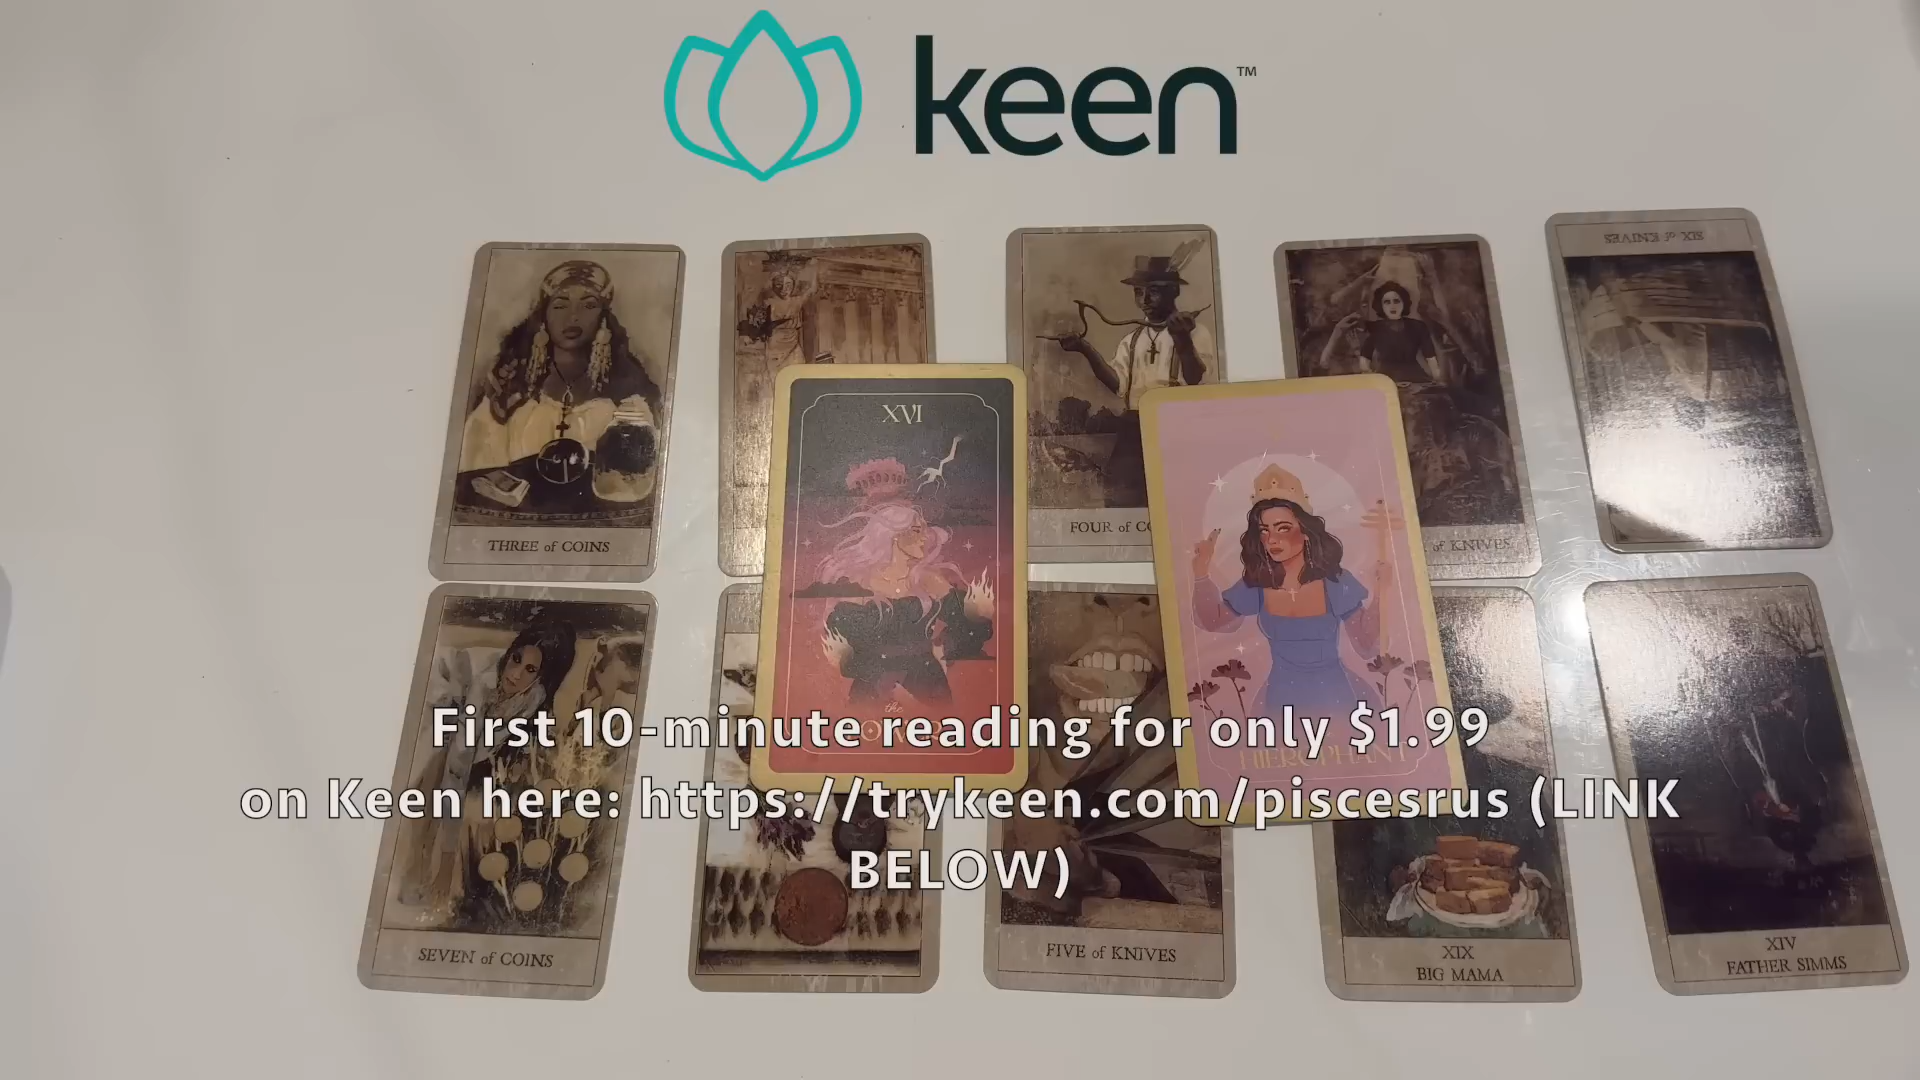 keen™
SIX of KNIVES
XVI
THREE of COINS
FOUR of CO
of KNIVES
the
First 10-minute reading for only $1.99
HIEROPHANT
on Keen here: https://trykeen.com/piscesrus (LINK
BELOW)
SEVEN of COINS
FIVE of KNIVES
XIX
BIG MAMA
XIV
FATHER SIMMS